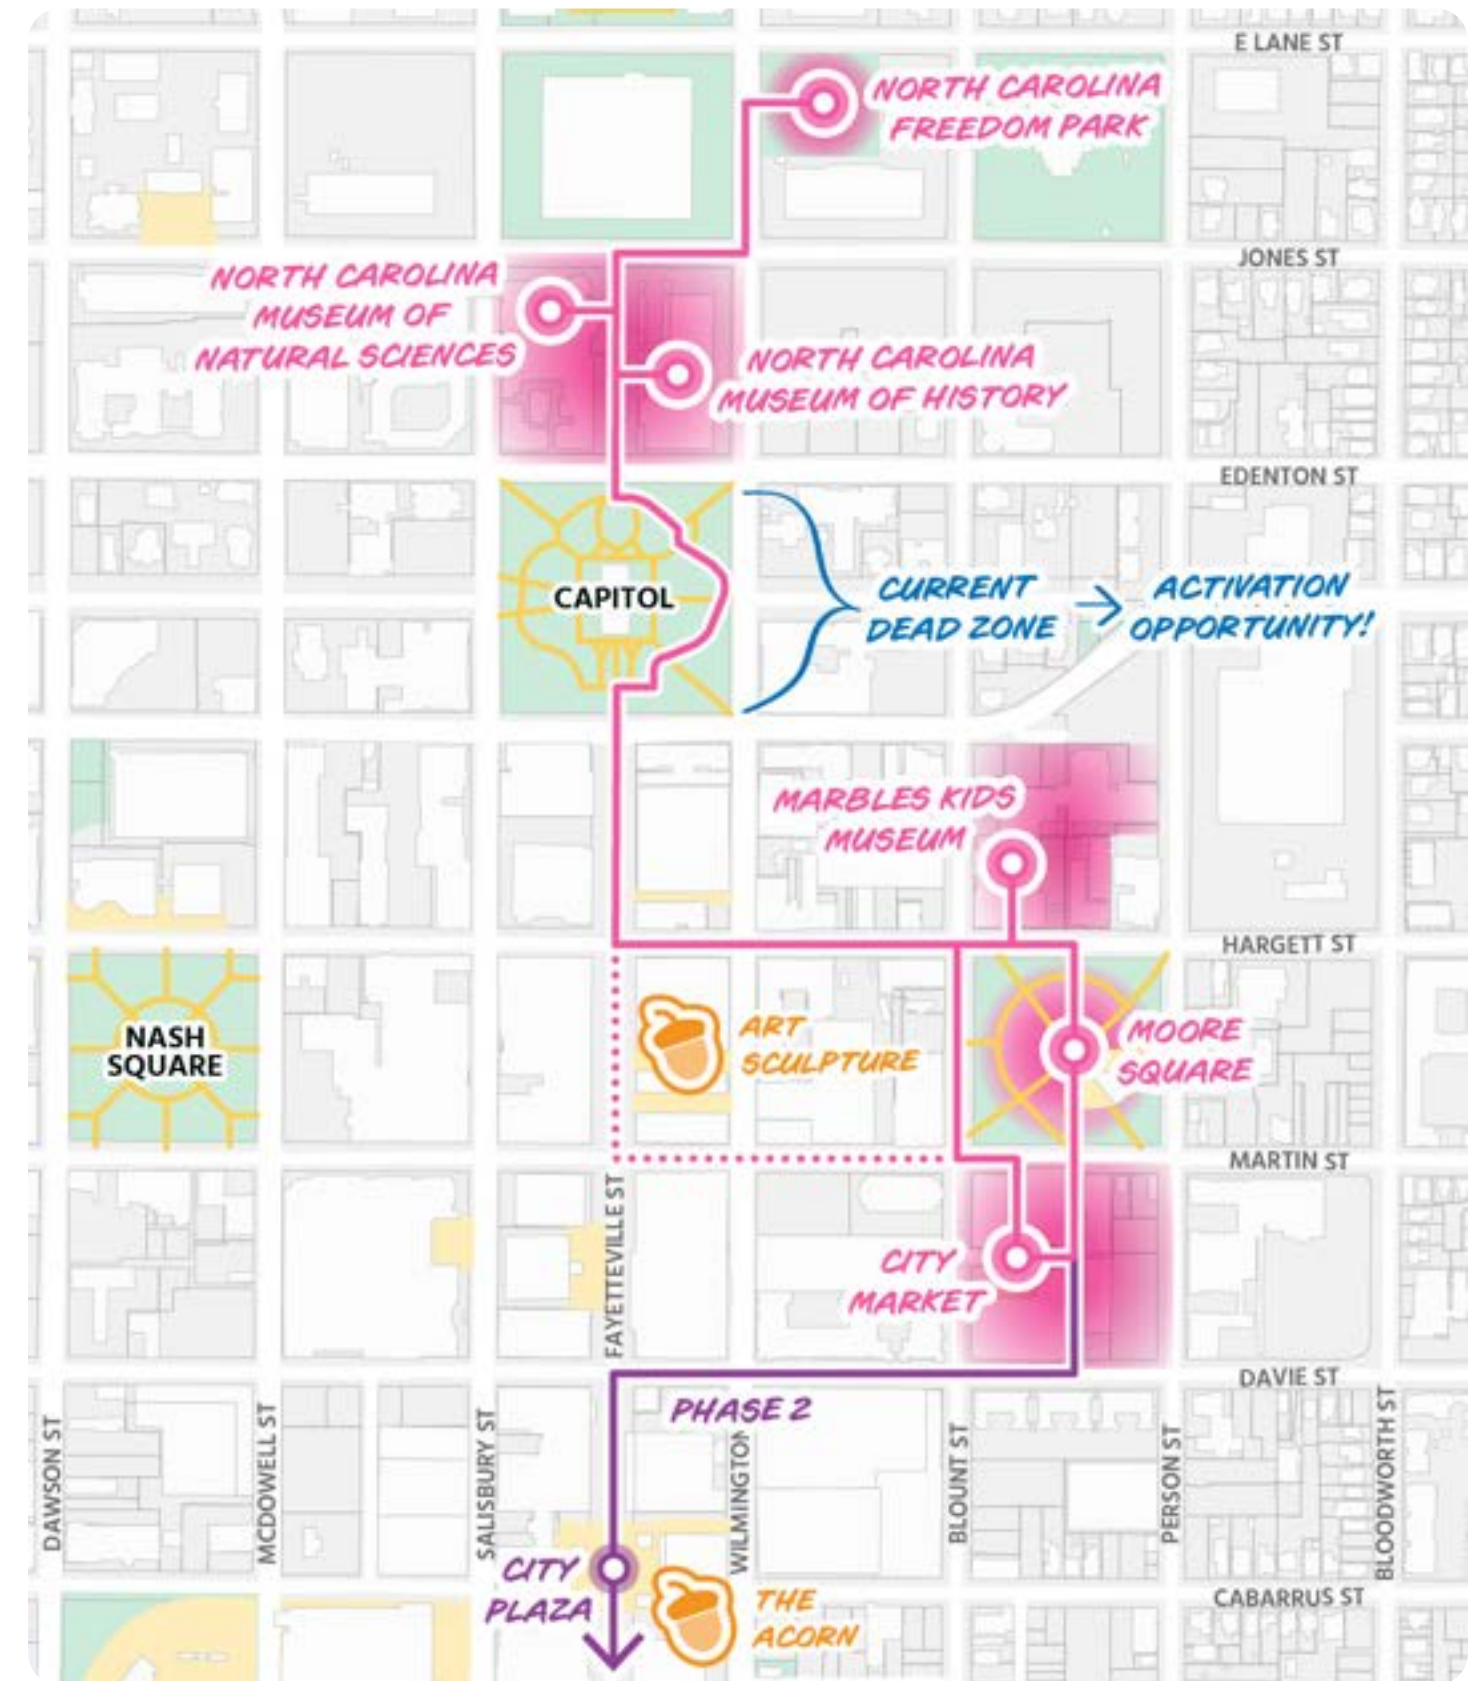 E LANE ST
NORTH CAROLINA
FREEDOM PARK
JONES ST
NORTH CAROLINA
MUSEUM OF
NATURAL SCIENCES
NORTH CAROLINA
MUSEUM OF HISTORY
EDENTON ST
CAPITOL
CURRENT
DEAD ZONE
→ ACTIVATION
OPPORTUNITY!
MARBLES KIDS
MUSEUM
HARGETT ST
NASH
SQUARE
ART
SCULPTURE
MOORE
SQUARE
MARTIN ST
FAYETTEVILLE ST
CITY
MARKET
DAVIE ST
PHASE 2
DAWSON ST
MCDOWELL ST
SALISBURY ST
WILMINGTON
BLOUNT ST
PERSON ST
BLOODWORTH ST
CITY
PLAZA
THE
ACORN
CABARRUS ST